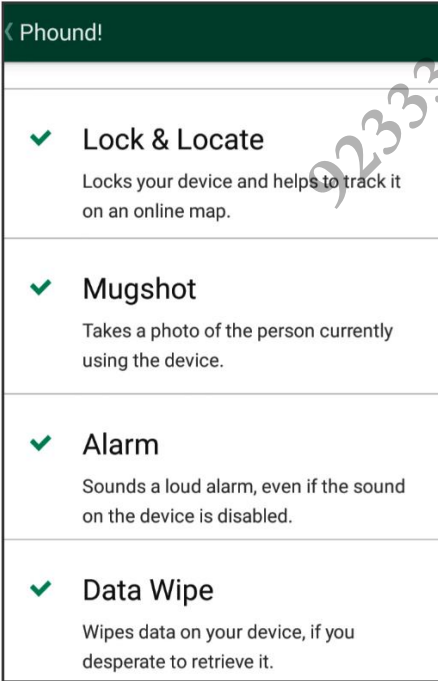 Phound!
92333
Lock & Locate
Locks your device and helps to track it
on an online map.
Mugshot
Takes a photo of the person currently
using the device.
Alarm
Sounds a loud alarm, even if the sound
on the device is disabled.
Data Wipe
Wipes data on your device, if you
desperate to retrieve it.